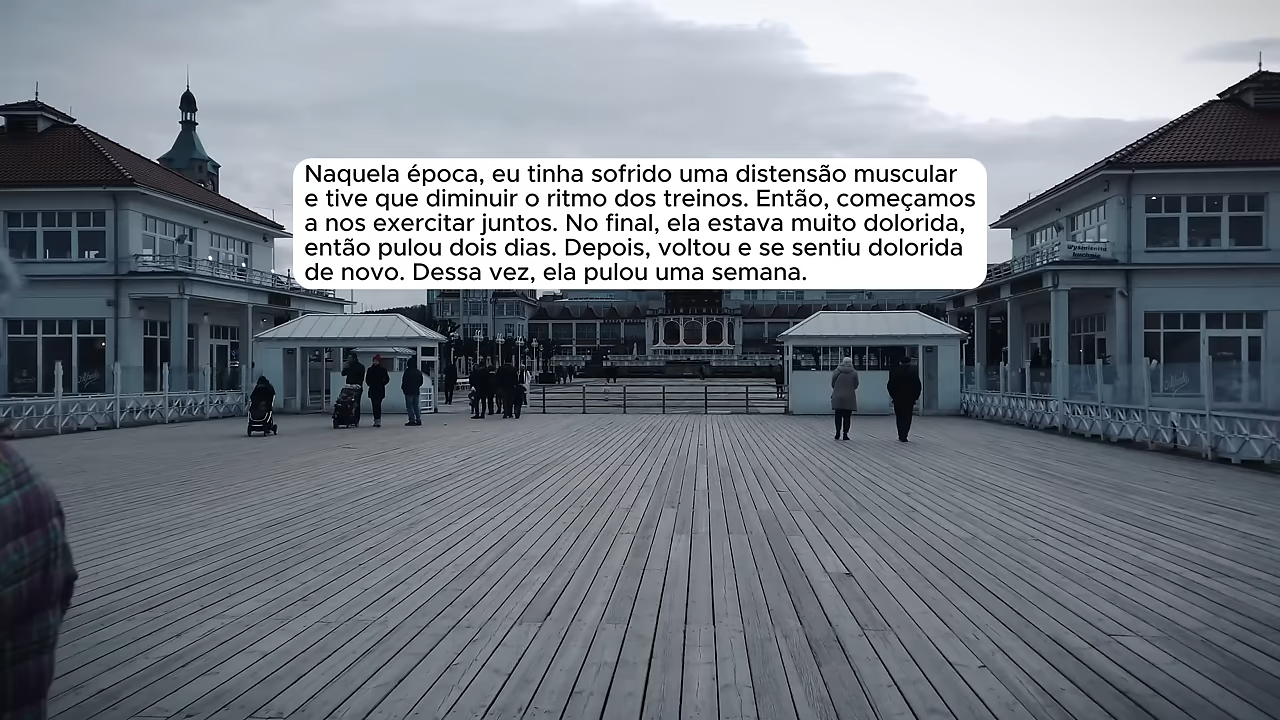 Naquela época, eu tinha sofrido uma distensão muscular
e tive que diminuir o ritmo dos treinos. Então, começamos
a nos exercitar juntos. No final, ela estava muito dolorida,
então pulou dois dias. Depois, voltou e se sentiu dolorida
de novo. Dessa vez, ela pulou uma semana.
Wyśmienita
kuchnia